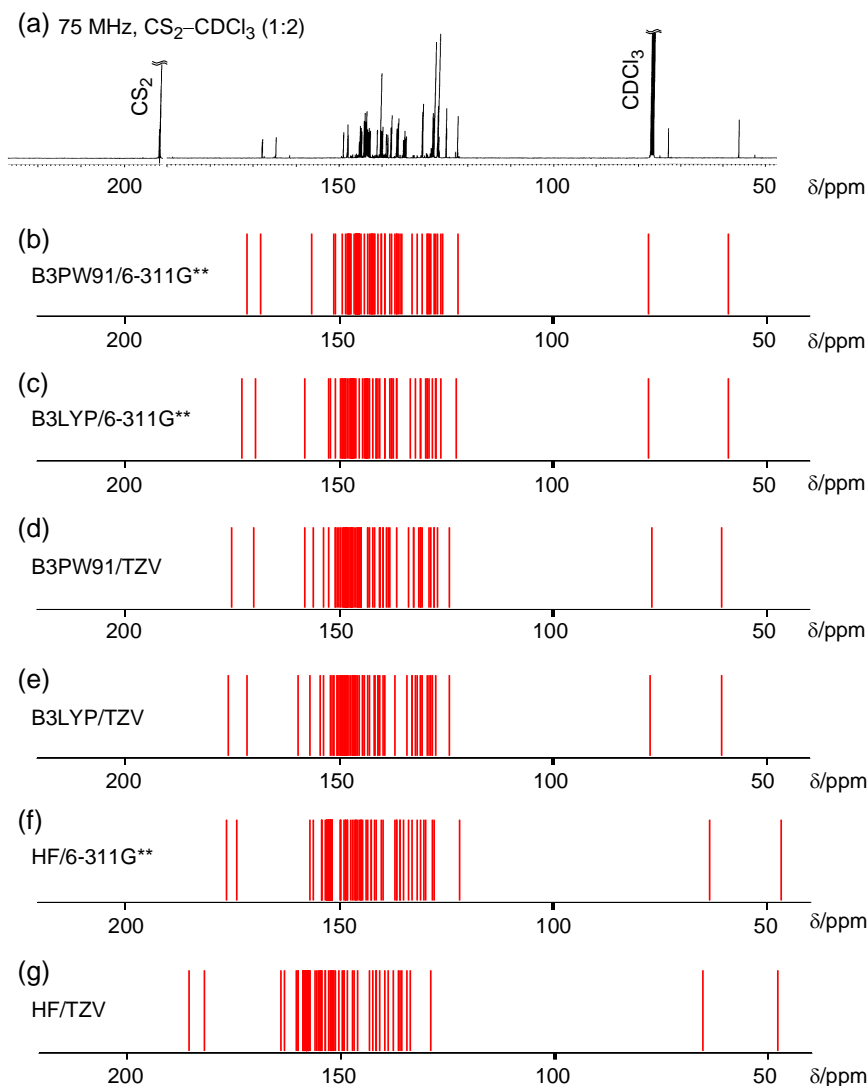 (a) 75 MHz, CS₂–CDCl₃ (1:2)
CS₂
CDCl₃
200 150 100 50 δ/ppm
(b)
B3PW91/6-311G**
200 150 100 50 δ/ppm
(c)
B3LYP/6-311G**
200 150 100 50 δ/ppm
(d)
B3PW91/TZV
200 150 100 50 δ/ppm
(e)
B3LYP/TZV
200 150 100 50 δ/ppm
(f)
HF/6-311G**
200 150 100 50 δ/ppm
(g)
HF/TZV
200 150 100 50 δ/ppm